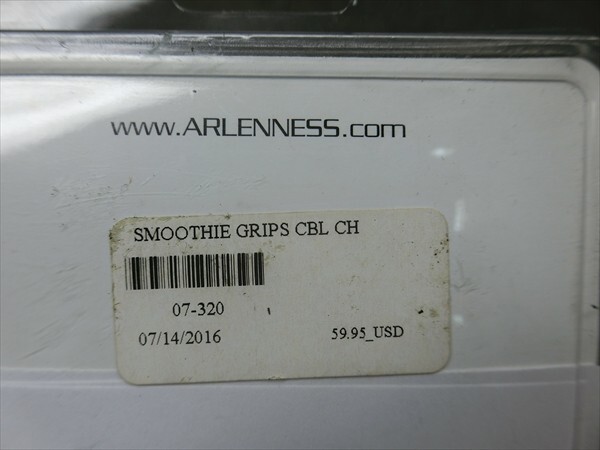 www.ARLENNESS.com
SMOOTHIE GRIPS CBL CH
07-320
07/14/2016 59.95_USD